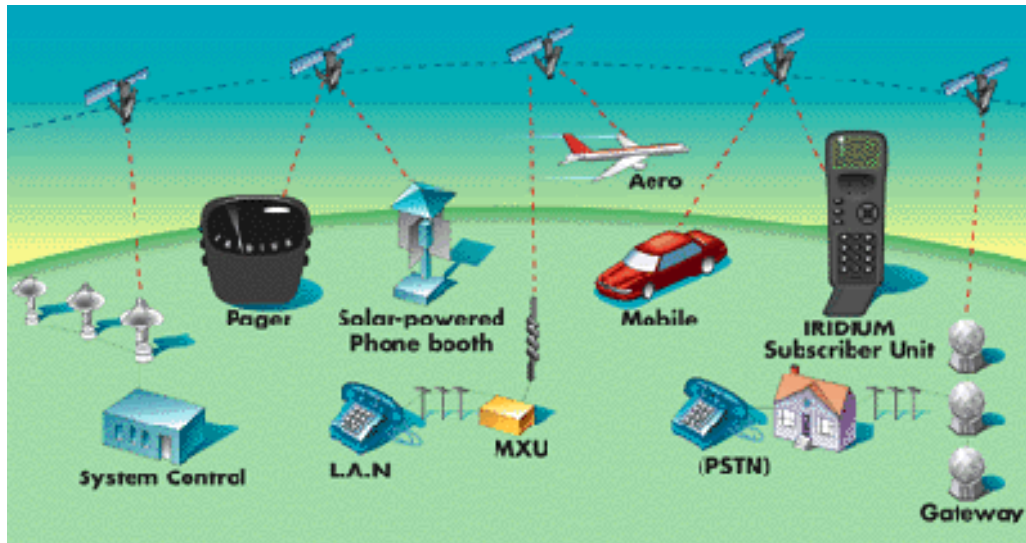 Aero
Pager
Solar-powered
Phone booth
Mobile
IRIDIUM
Subscriber Unit
System Control
L.A.N
MXU
(PSTN)
Gateway